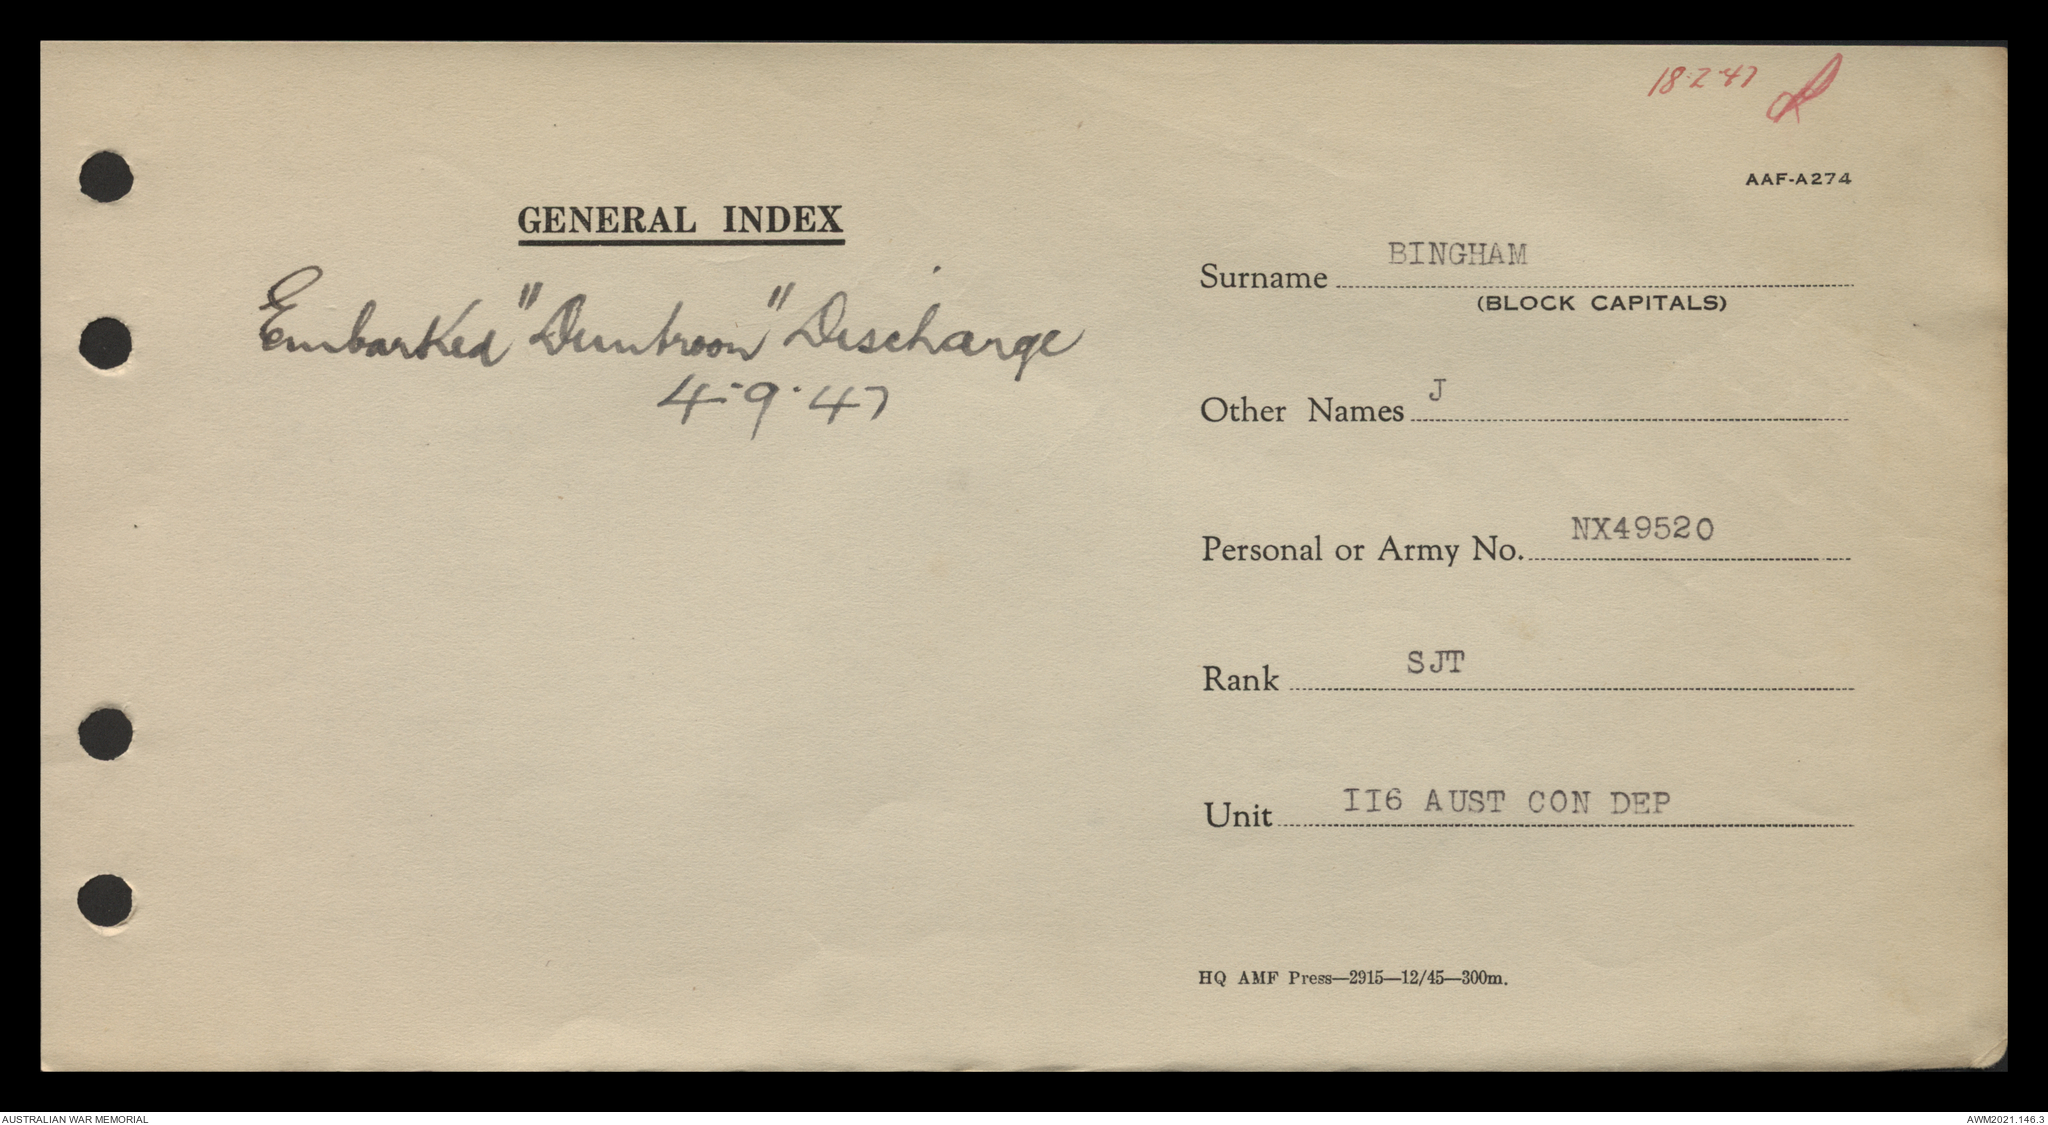 18.2.47
AAF-A274
GENERAL INDEX
Embarked "Duntroon" Discharge
4.9.47
Surname BINGHAM
(BLOCK CAPITALS)
Other Names J
Personal or Army No. NX49520
Rank SJT
Unit II6 AUST CON DEP
HQ AMF Press—2915—12/45—300m.
AUSTRALIAN WAR MEMORIAL
AWM2021.146.3